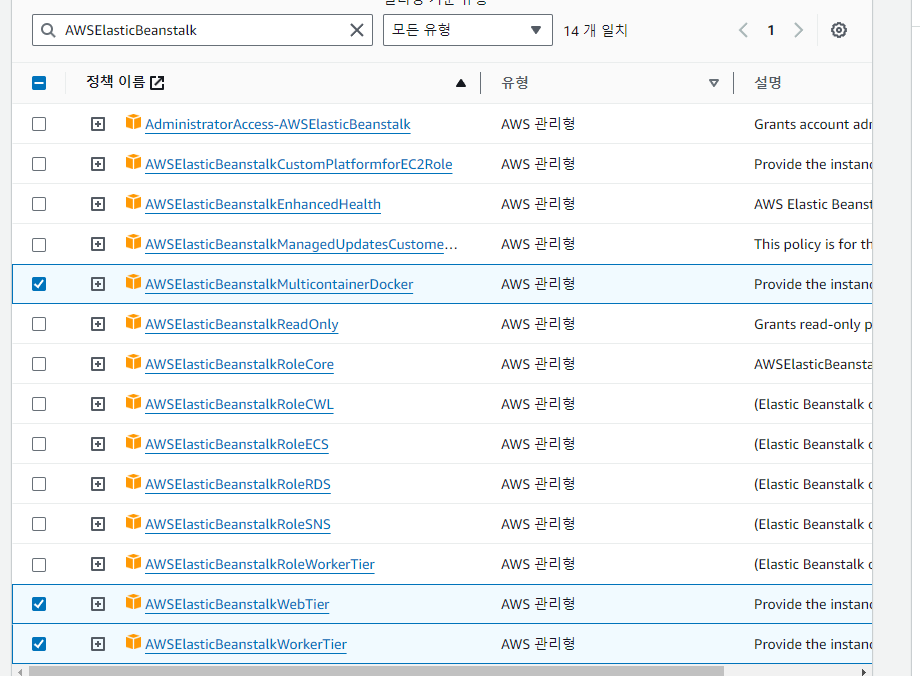 AWSElasticBeanstalk
모든 유형
14 개 일치
1
정책 이름
유형
설명
AdministratorAccess-AWSElasticBeanstalk AWS 관리형 Grants account adn
AWSElasticBeanstalkCustomPlatformforEC2Role AWS 관리형 Provide the instanc
AWSElasticBeanstalkEnhancedHealth AWS 관리형 AWS Elastic Beanst
AWSElasticBeanstalkManagedUpdatesCustome... AWS 관리형 This policy is for th
AWSElasticBeanstalkMulticontainerDocker AWS 관리형 Provide the instanc
AWSElasticBeanstalkReadOnly AWS 관리형 Grants read-only p
AWSElasticBeanstalkRoleCore AWS 관리형 AWSElasticBeansta
AWSElasticBeanstalkRoleCWL AWS 관리형 (Elastic Beanstalk
AWSElasticBeanstalkRoleECS AWS 관리형 (Elastic Beanstalk
AWSElasticBeanstalkRoleRDS AWS 관리형 (Elastic Beanstalk
AWSElasticBeanstalkRoleSNS AWS 관리형 (Elastic Beanstalk
AWSElasticBeanstalkRoleWorkerTier AWS 관리형 (Elastic Beanstalk
AWSElasticBeanstalkWebTier AWS 관리형 Provide the instanc
AWSElasticBeanstalkWorkerTier AWS 관리형 Provide the instanc